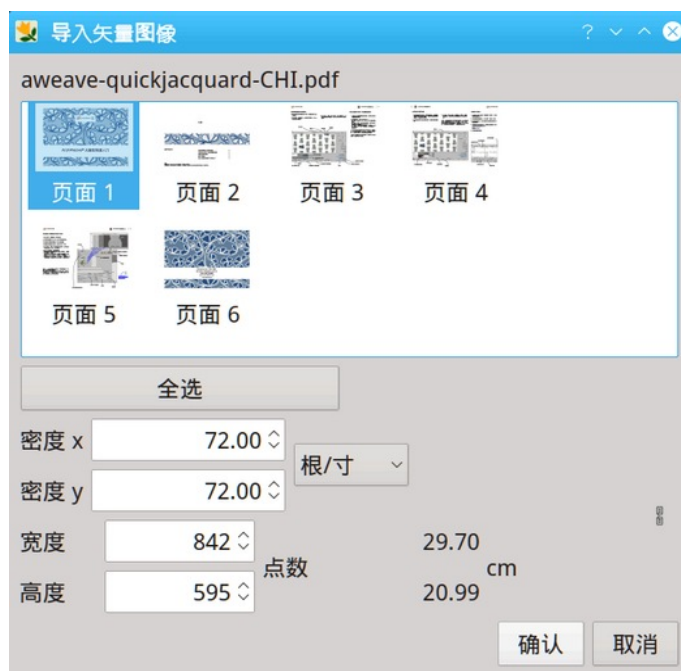 导入矢量图像
aweave-quickjacquard-CHI.pdf
页面 1
页面 2
页面 3
页面 4
页面 5
页面 6
全选
密度 x
72.00
根/寸
密度 y
72.00
宽度
842
点数
29.70
cm
高度
595
20.99
确认
取消